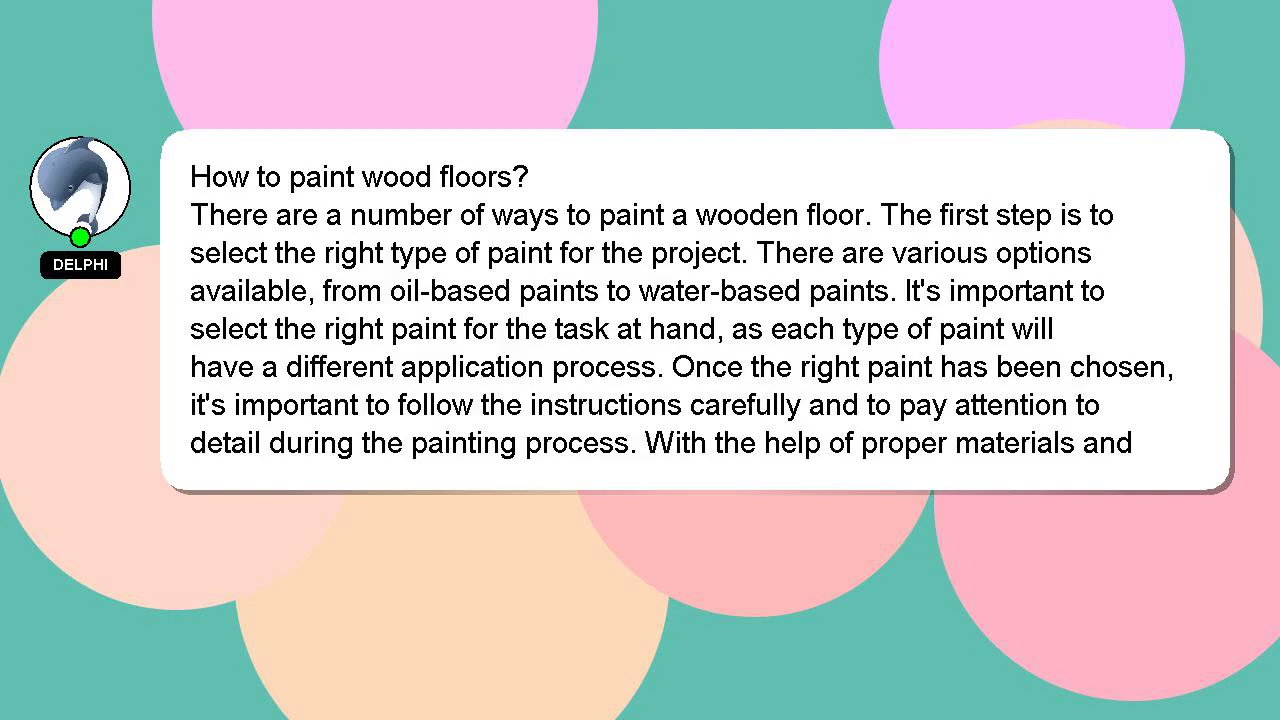 How to paint wood floors?
There are a number of ways to paint a wooden floor. The first step is to
select the right type of paint for the project. There are various options
available, from oil-based paints to water-based paints. It's important to
select the right paint for the task at hand, as each type of paint will
have a different application process. Once the right paint has been chosen,
it's important to follow the instructions carefully and to pay attention to
detail during the painting process. With the help of proper materials and
DELPHI